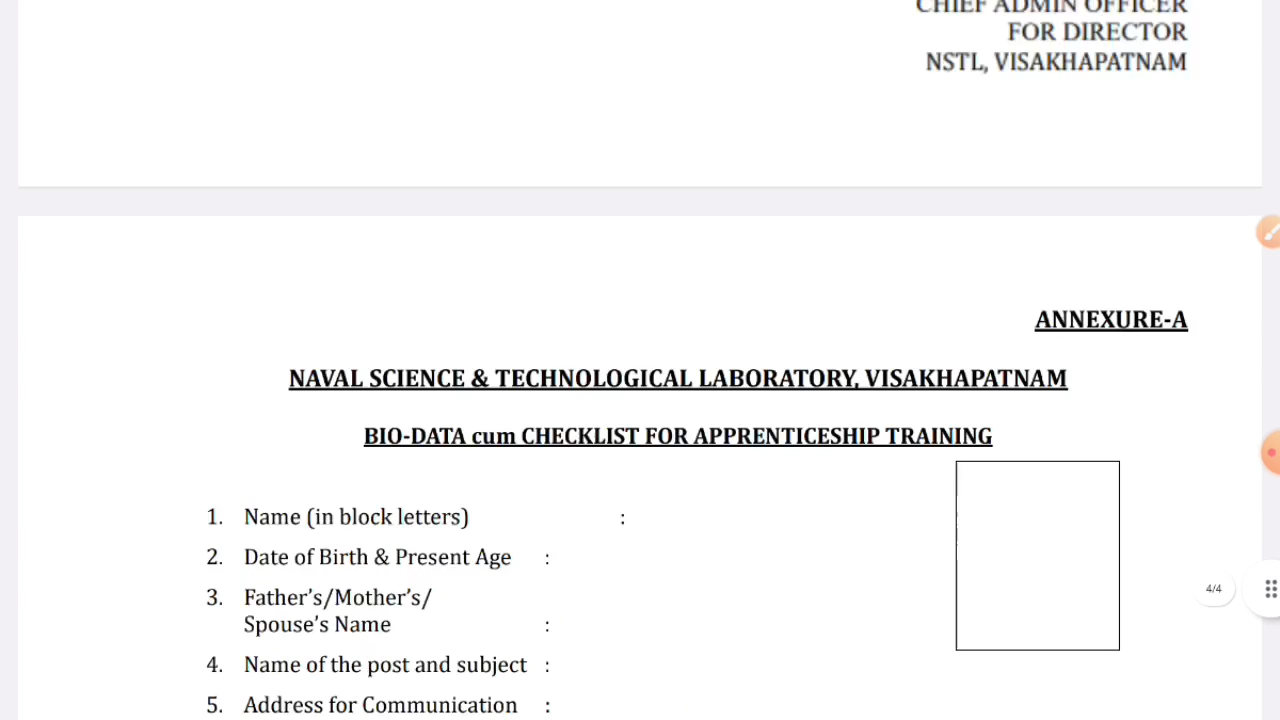 CHIEF ADMIN OFFICER
FOR DIRECTOR
NSTL, VISAKHAPATNAM
ANNEXURE-A
NAVAL SCIENCE & TECHNOLOGICAL LABORATORY, VISAKHAPATNAM
BIO-DATA cum CHECKLIST FOR APPRENTICESHIP TRAINING
1. Name (in block letters) :
2. Date of Birth & Present Age :
3. Father's/Mother's/
Spouse's Name :
4. Name of the post and subject :
5. Address for Communication :
4/4